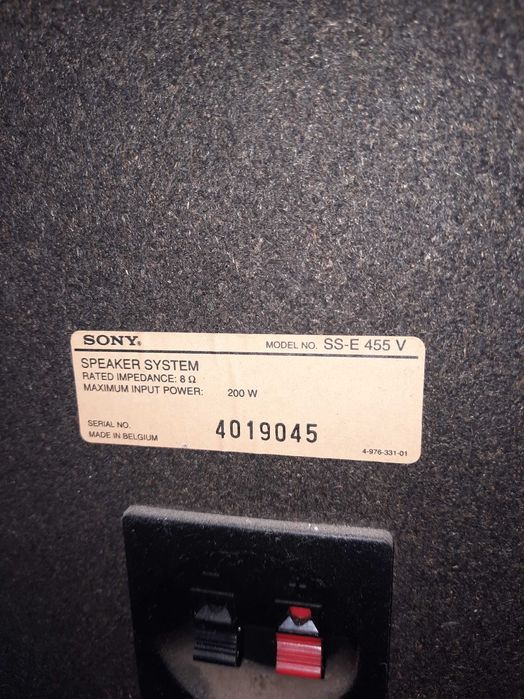 SONY® MODEL NO. SS-E 455 V
SPEAKER SYSTEM
RATED IMPEDANCE: 8 Ω
MAXIMUM INPUT POWER: 200 W
SERIAL NO. 4019045
MADE IN BELGIUM 4-976-331-01